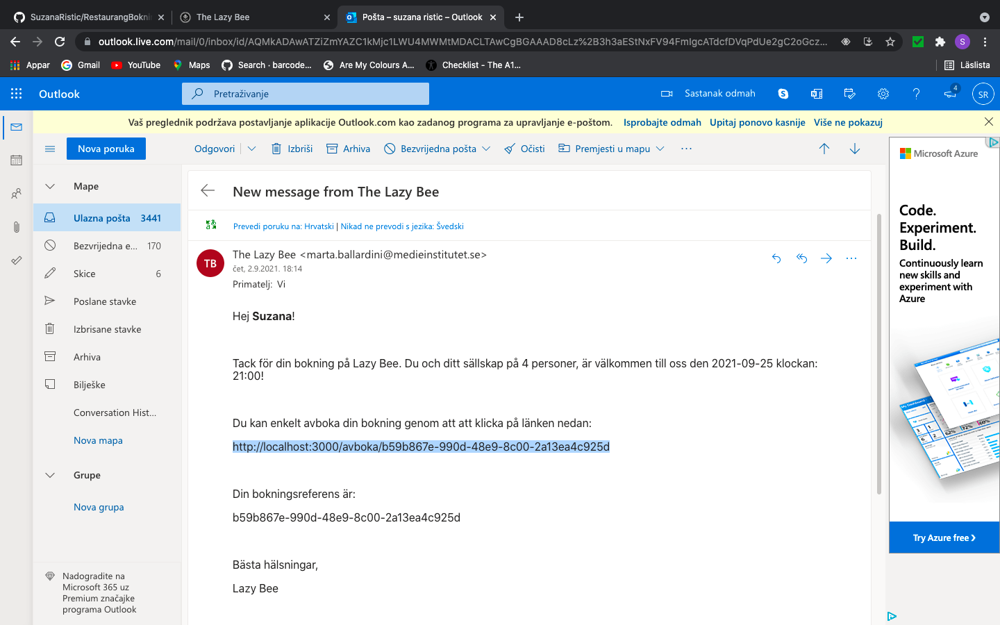 SuzanaRistic/RestaurangBokni
The Lazy Bee
Pošta – suzana ristic – Outlook
outlook.live.com/mail/0/inbox/id/AQMkADAwATZiZmYAZC1kMjc1LWU4MWMtMDACLTAwCgBGAAAD8cLz%2B3h3aEStNxFV94FmIgcATdcfDVqPdUe2gC2oGcz...
S
Appar
Gmail
YouTube
Maps
Search · barcode...
Are My Colours A...
Checklist - The A1...
Läslista
Outlook
Pretraživanje
Sastanak odmah
4
SR
Vaš preglednik podržava postavljanje aplikacije Outlook.com kao zadanog programa za upravljanje e-poštom. Isprobajte odmah Upitaj ponovo kasnije Više ne pokazuj
Nova poruka
Odgovori
Izbriši
Arhiva
Bezvrijedna pošta
Očisti
Premjesti u mapu
Mape
Ulazna pošta 3441
Bezvrijedna e... 170
Skice 6
Poslane stavke
Izbrisane stavke
Arhiva
Bilješke
Conversation Hist...
Nova mapa
Grupe
Nova grupa
Nadogradite na
Microsoft 365 uz
Premium značajke
programa Outlook
New message from The Lazy Bee
Prevedi poruku na: Hrvatski | Nikad ne prevodi s jezika: Švedski
TB
The Lazy Bee <marta.ballardini@medieinstitutet.se>
čet, 2.9.2021. 18:14
Primatelj: Vi
Hej Suzana!
Tack för din bokning på Lazy Bee. Du och ditt sällskap på 4 personer, är välkommen till oss den 2021-09-25 klockan:
21:00!
Du kan enkelt avboka din bokning genom att att klicka på länken nedan:
http://localhost:3000/avboka/b59b867e-990d-48e9-8c00-2a13ea4c925d
Din bokningsreferens är:
b59b867e-990d-48e9-8c00-2a13ea4c925d
Bästa hälsningar,
Lazy Bee
Microsoft Azure
Code.
Experiment.
Build.
Continuously learn
new skills and
experiment with
Azure
My Dashboard
62%
72%
60%
Try Azure free